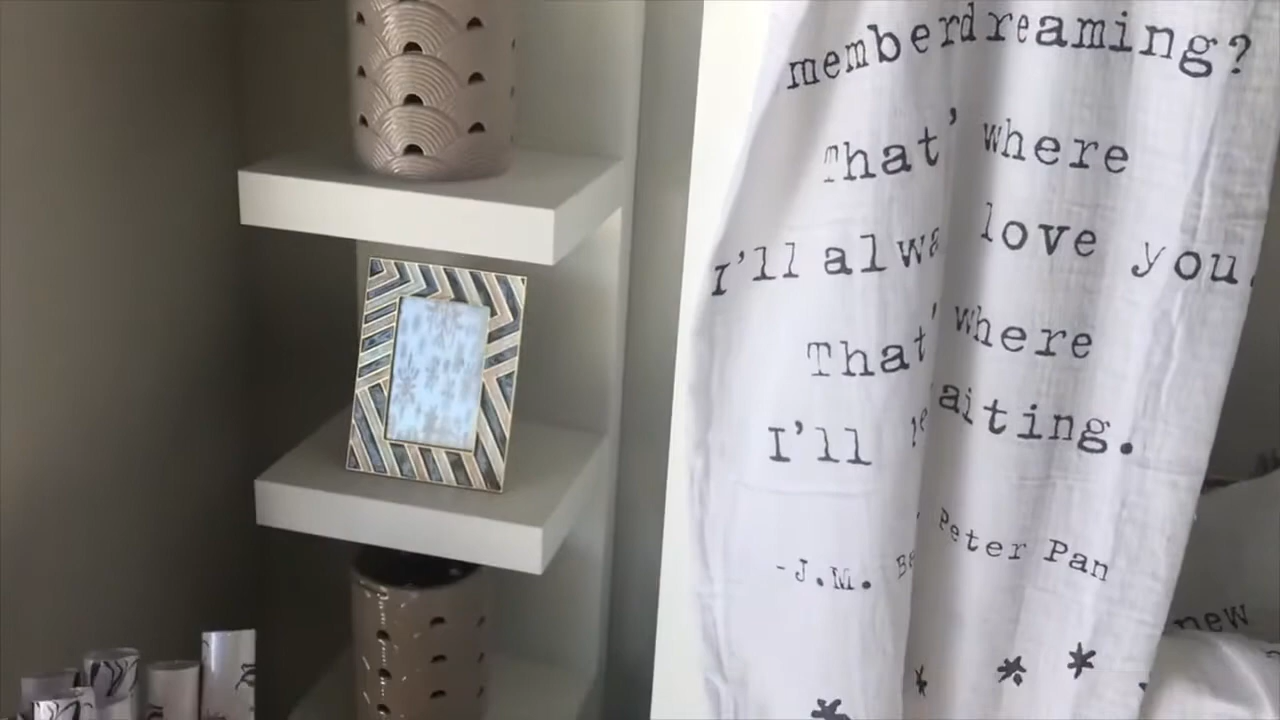 memberdreaming?
That' where
I'll alwa love you.
That' where
I'll aiting.
-J.M. Peter Pan
new